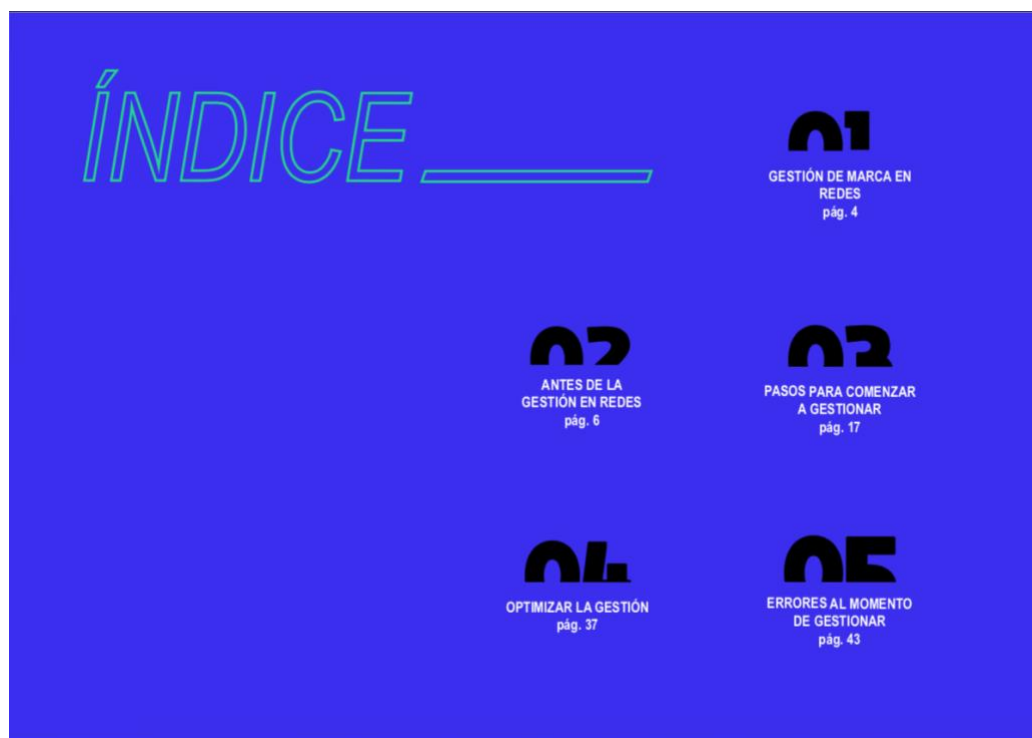 ÍNDICE
01
GESTIÓN DE MARCA EN
REDES
pág. 4
02
ANTES DE LA
GESTIÓN EN REDES
pág. 6
03
PASOS PARA COMENZAR
A GESTIONAR
pág. 17
04
OPTIMIZAR LA GESTIÓN
pág. 37
05
ERRORES AL MOMENTO
DE GESTIONAR
pág. 43